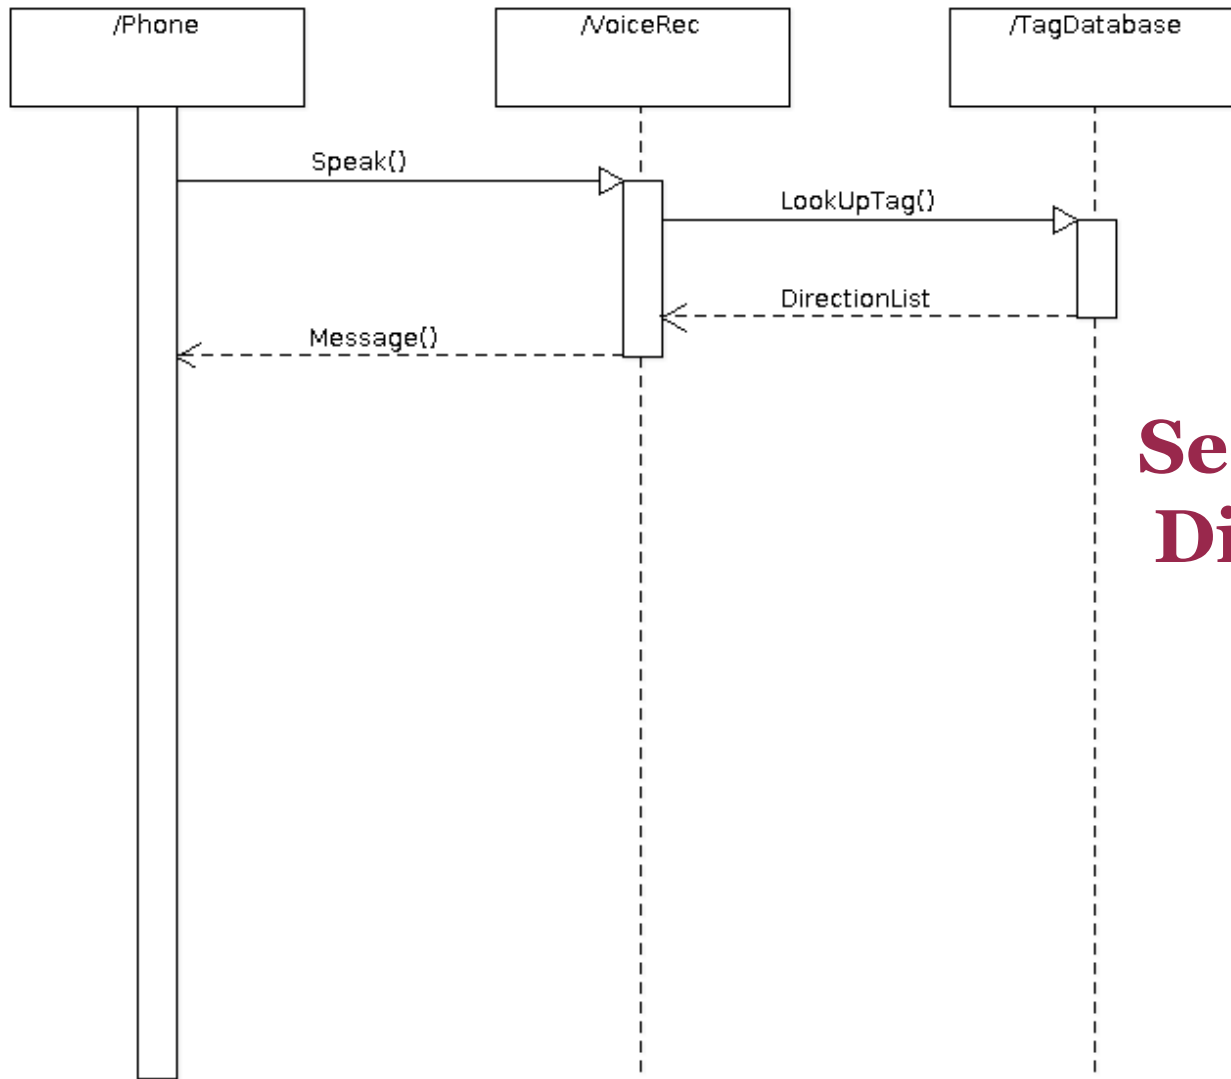 /Phone
/VoiceRec
/TagDatabase
Speak()
LookUpTag()
DirectionList
Message()